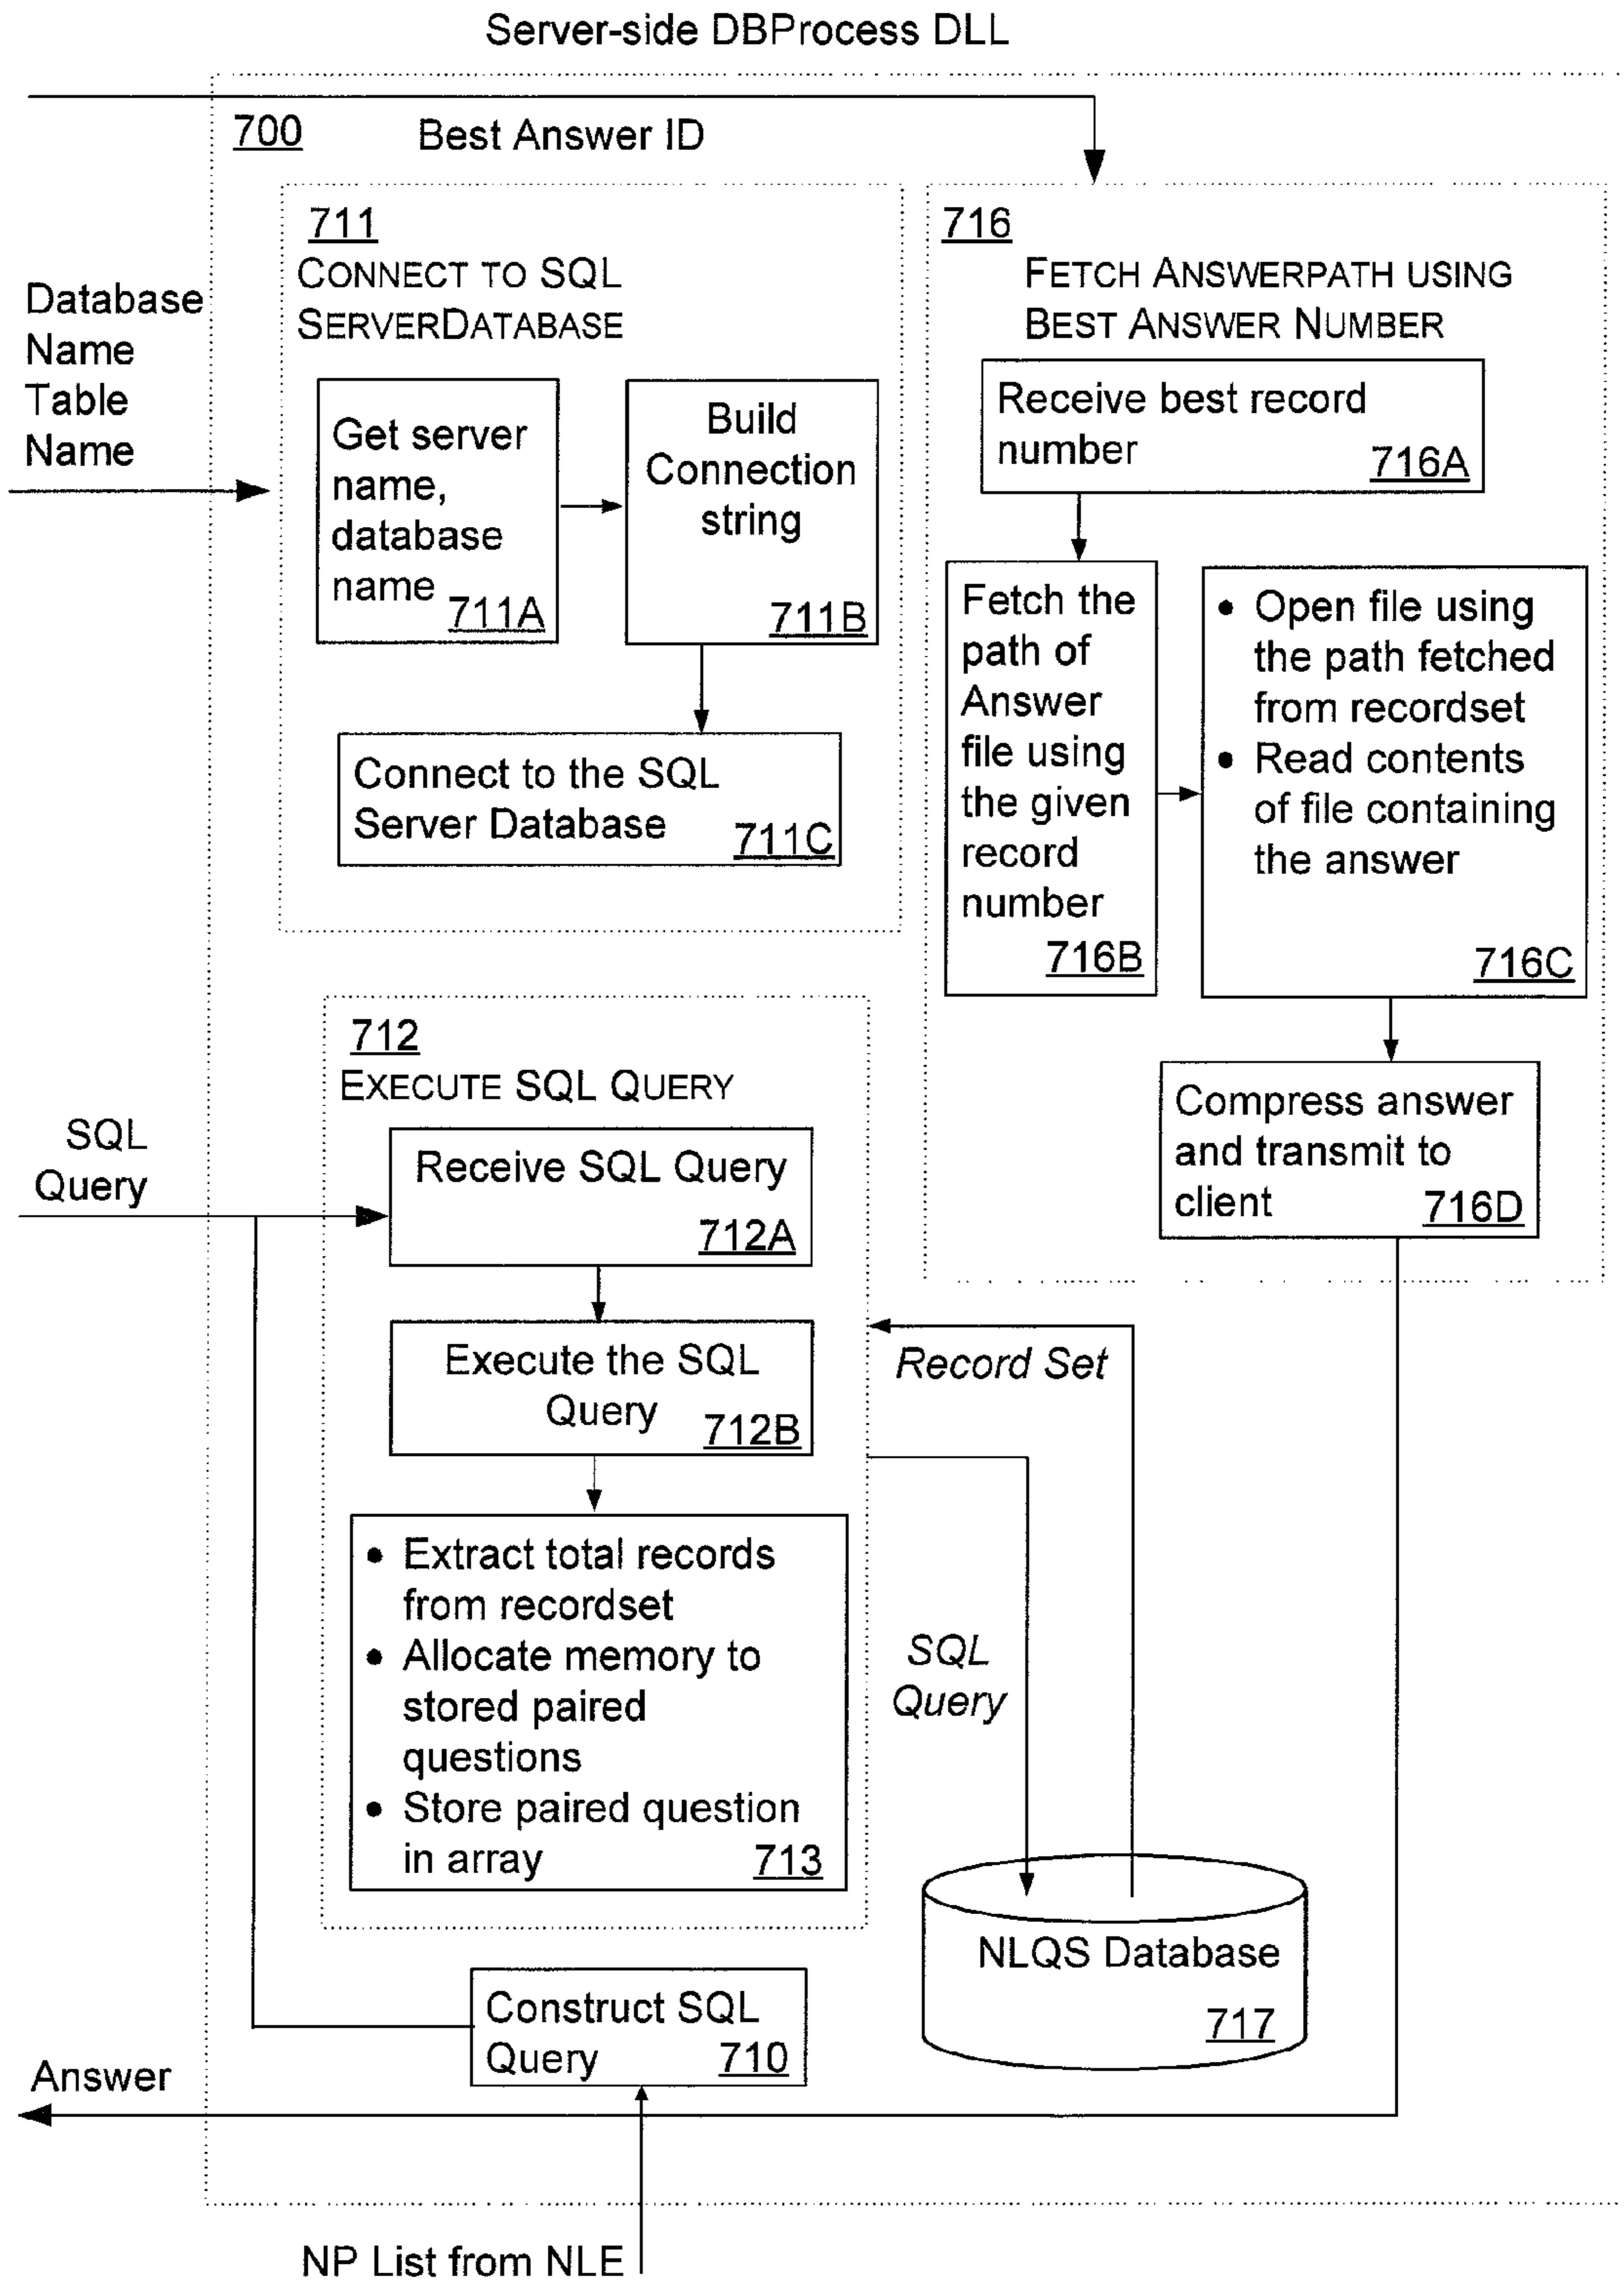 Server-side DBProcess DLL
700
Best Answer ID
711
CONNECT TO SQL
SERVERDATABASE
Database
Name
Table
Name
Get server
name,
database
name
711A
Build
Connection
string
711B
Connect to the SQL
Server Database
711C
716
FETCH ANSWERPATH USING
BEST ANSWER NUMBER
Receive best record
number
716A
Fetch the
path of
Answer
file using
the given
record
number
716B
• Open file using
the path fetched
from recordset
• Read contents
of file containing
the answer
716C
Compress answer
and transmit to
client
716D
712
EXECUTE SQL QUERY
SQL
Query
Receive SQL Query
712A
Execute the SQL
Query
712B
Record Set
• Extract total records
from recordset
• Allocate memory to
stored paired
questions
• Store paired question
in array
713
SQL
Query
NLQS Database
717
Construct SQL
Query
710
Answer
NP List from NLE